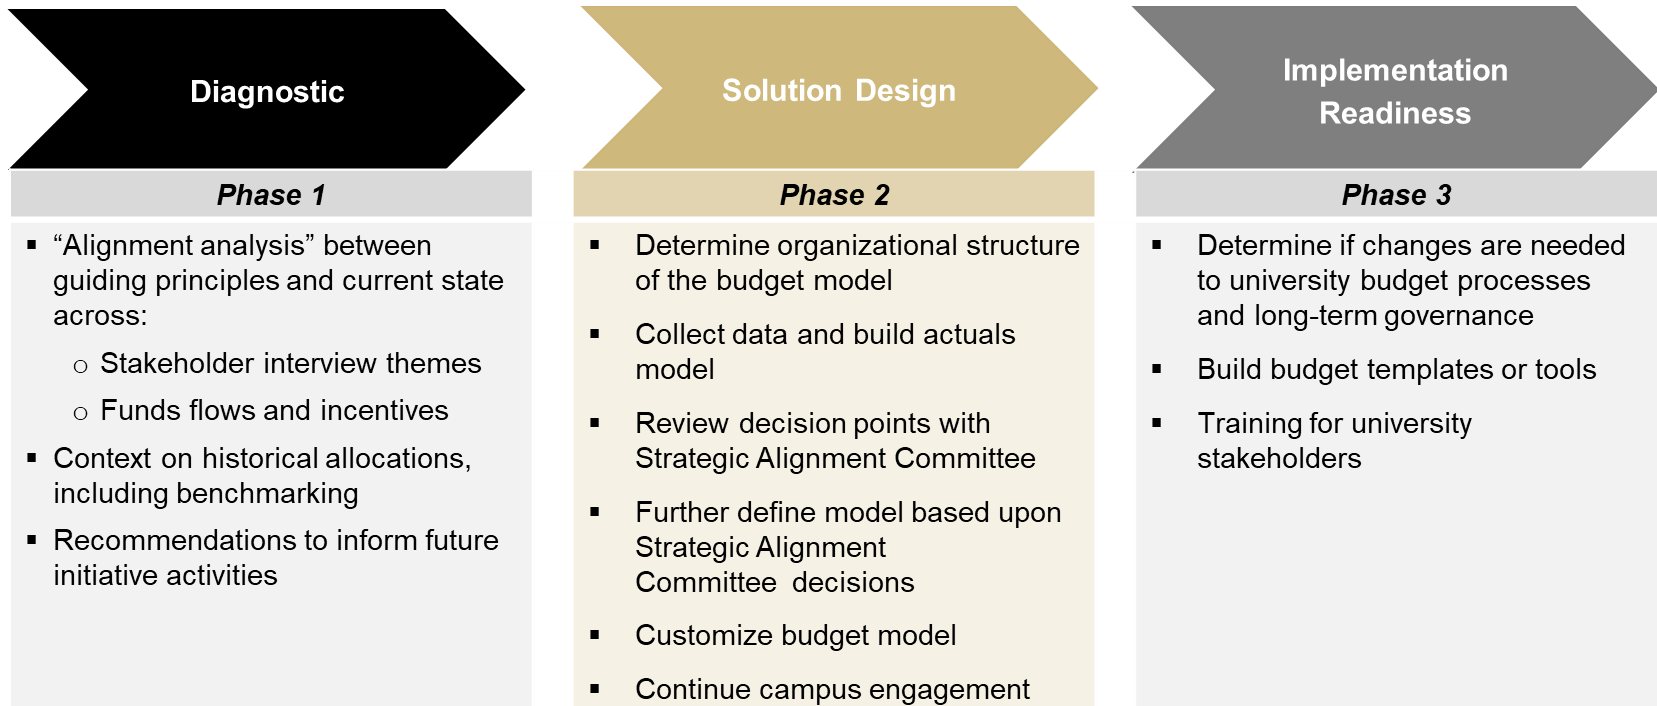 Diagnostic
Phase 1
▪ “Alignment analysis” between
guiding principles and current state
across:
o Stakeholder interview themes
o Funds flows and incentives
▪ Context on historical allocations,
including benchmarking
▪ Recommendations to inform future
initiative activities
Solution Design
Phase 2
▪ Determine organizational structure
of the budget model
▪ Collect data and build actuals
model
▪ Review decision points with
Strategic Alignment Committee
▪ Further define model based upon
Strategic Alignment
Committee decisions
▪ Customize budget model
▪ Continue campus engagement
Implementation
Readiness
Phase 3
▪ Determine if changes are needed
to university budget processes
and long-term governance
▪ Build budget templates or tools
▪ Training for university
stakeholders